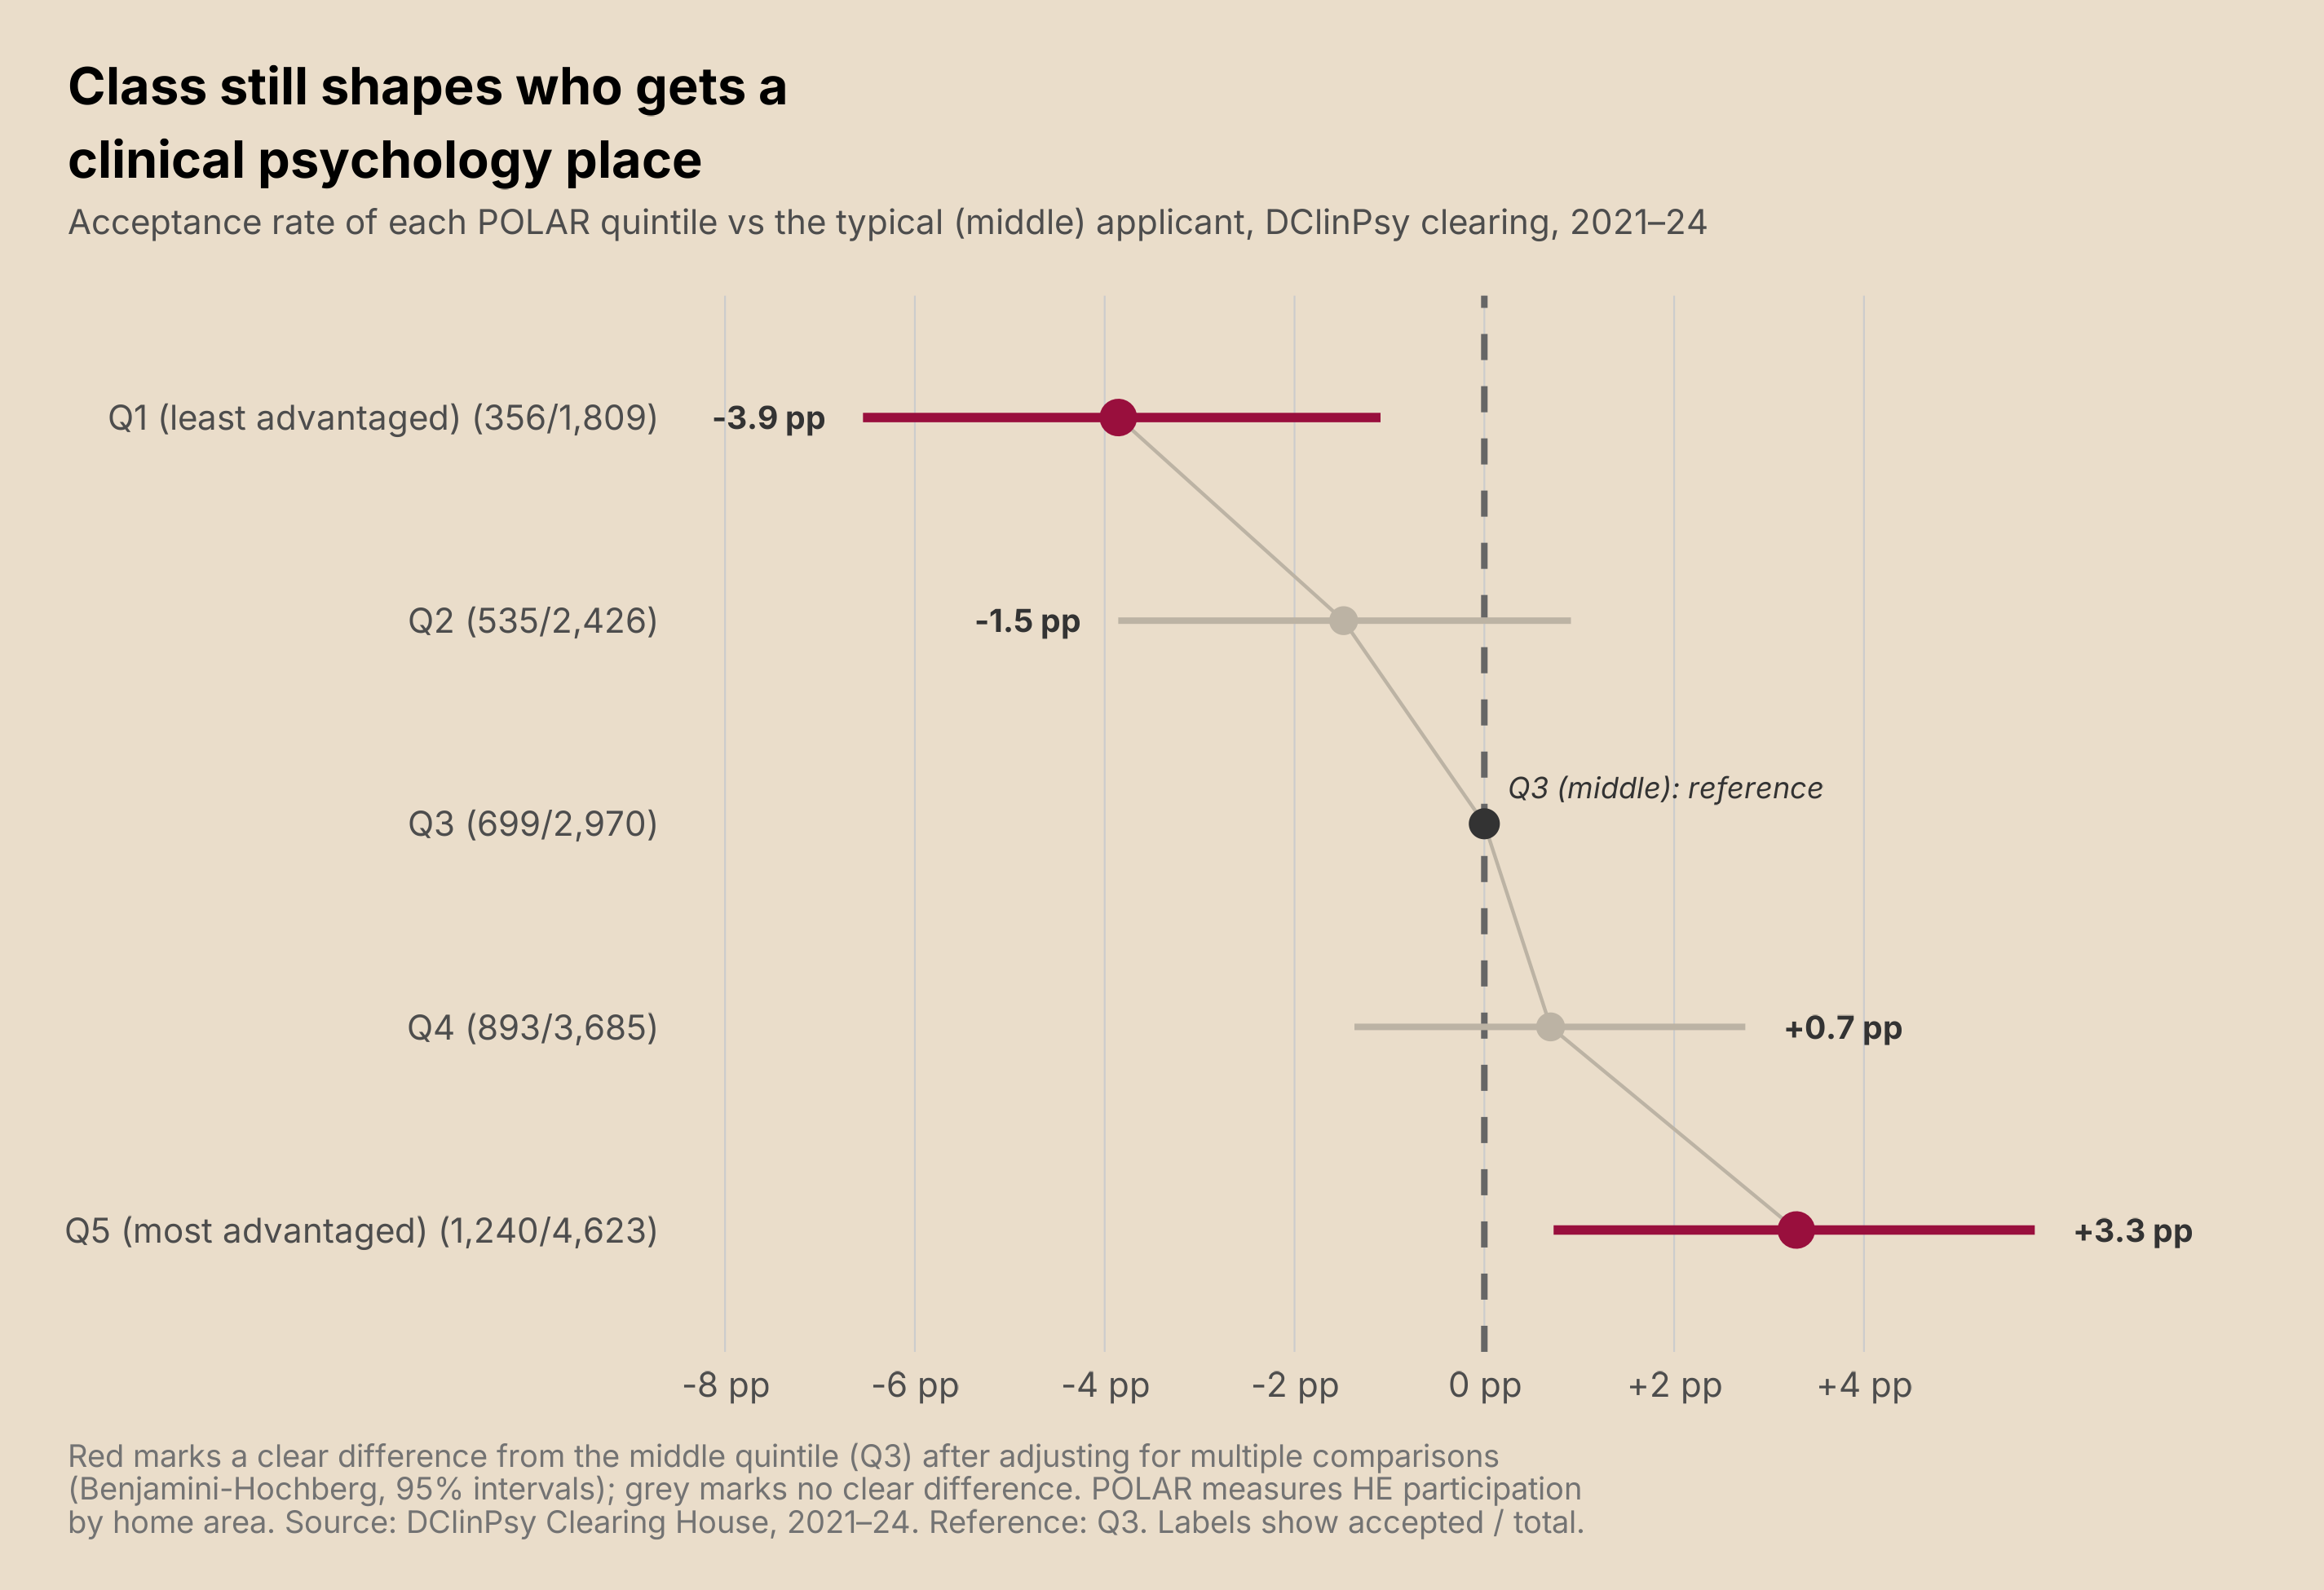 Class still shapes who gets a
clinical psychology place
Acceptance rate of each POLAR quintile vs the typical (middle) applicant, DClinPsy clearing, 2021–24
Q1 (least advantaged) (356/1,809)
-3.9 pp
Q2 (535/2,426)
-1.5 pp
Q3 (middle): reference
Q3 (699/2,970)
Q4 (893/3,685)
+0.7 pp
Q5 (most advantaged) (1,240/4,623)
+3.3 pp
-8 pp
-6 pp
-4 pp
-2 pp
0 pp
+2 pp
+4 pp
Red marks a clear difference from the middle quintile (Q3) after adjusting for multiple comparisons
(Benjamini-Hochberg, 95% intervals); grey marks no clear difference. POLAR measures HE participation
by home area. Source: DClinPsy Clearing House, 2021–24. Reference: Q3. Labels show accepted / total.